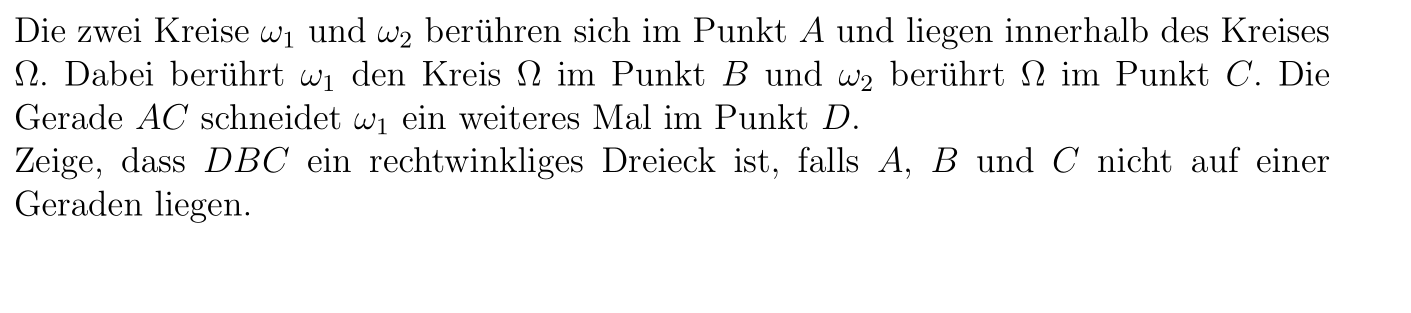 Die zwei Kreise ω₁ und ω₂ berühren sich im Punkt A und liegen innerhalb des Kreises
Ω. Dabei berührt ω₁ den Kreis Ω im Punkt B und ω₂ berührt Ω im Punkt C. Die
Gerade AC schneidet ω₁ ein weiteres Mal im Punkt D.
Zeige, dass DBC ein rechtwinkliges Dreieck ist, falls A, B und C nicht auf einer
Geraden liegen.